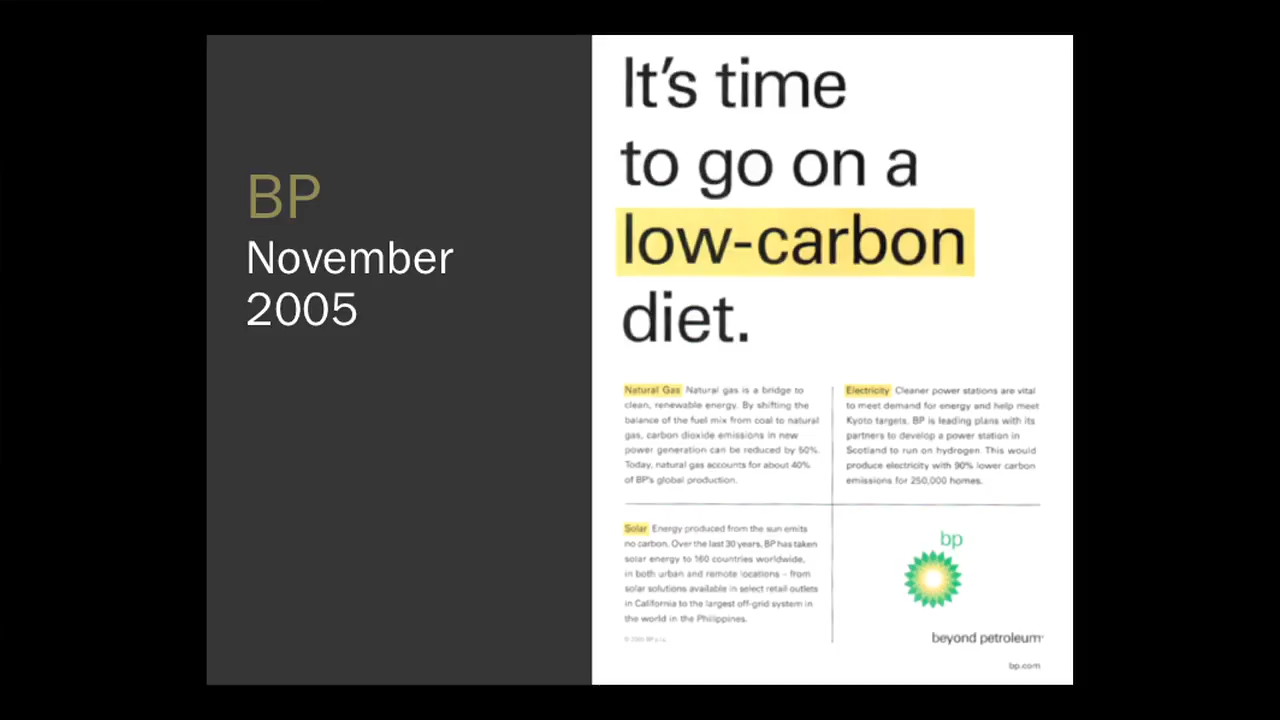 BP
November
2005
It's time
to go on a
low-carbon
diet.
Natural Gas Natural gas is a bridge to
clean, renewable energy. By shifting the
balance of the fuel mix from coal to natural
gas, carbon dioxide emissions in new
power generation can be reduced by 50%.
Today, natural gas accounts for about 40%
of BP's global production.
Electricity Cleaner power stations are vital
to meet demand for energy and help meet
Kyoto targets. BP is leading plans with its
partners to develop a power station in
Scotland to run on hydrogen. This would
produce electricity with 90% lower carbon
emissions for 250,000 homes.
Solar Energy produced from the sun emits
no carbon. Over the last 30 years, BP has taken
solar energy to 160 countries worldwide,
in both urban and remote locations – from
solar solutions available in select retail outlets
in California to the largest off-grid system in
the world in the Philippines.
bp
beyond petroleum
bp.com